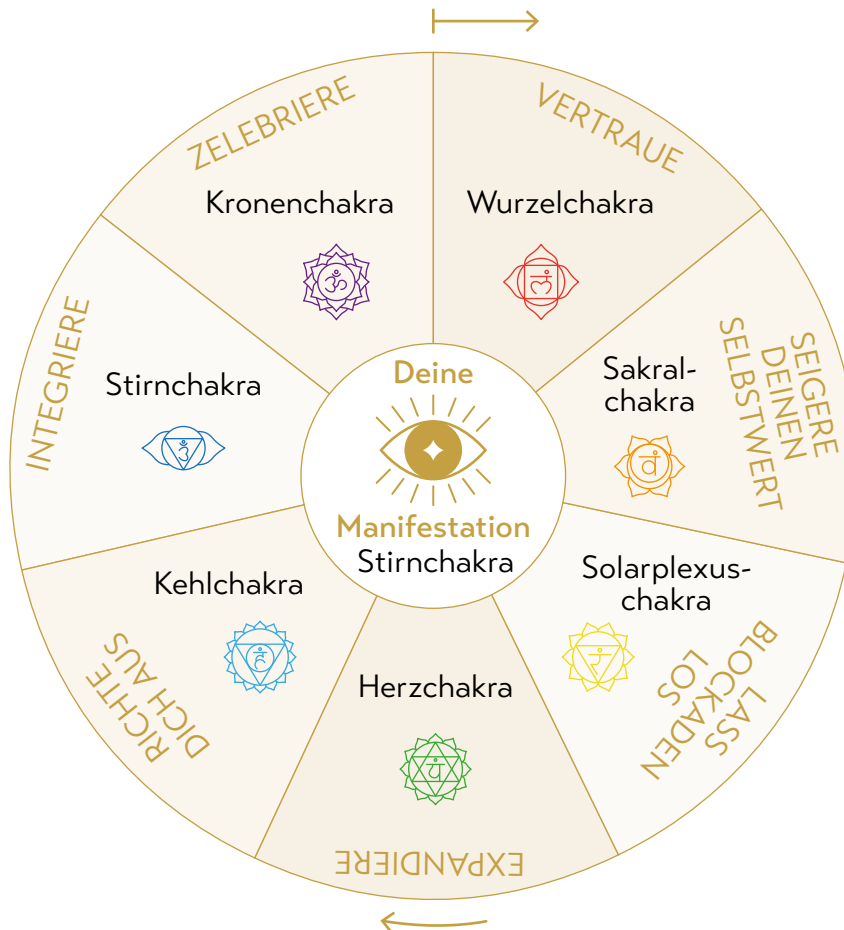 VERTRAUE
Wurzelchakra
SEIGERE
DEINEN
SELBSTWERT
Sakral-
chakra
LASS
BLOCKADEN
LOS
Solarplexus-
chakra
EXPANDIERE
Herzchakra
RICHTE
DICH AUS
Kehlchakra
INTEGRIERE
Stirnchakra
ZELEBRIERE
Kronenchakra
Deine
Manifestation
Stirnchakra
लं
वं
रं
पं
हं
ॐ
ॐ